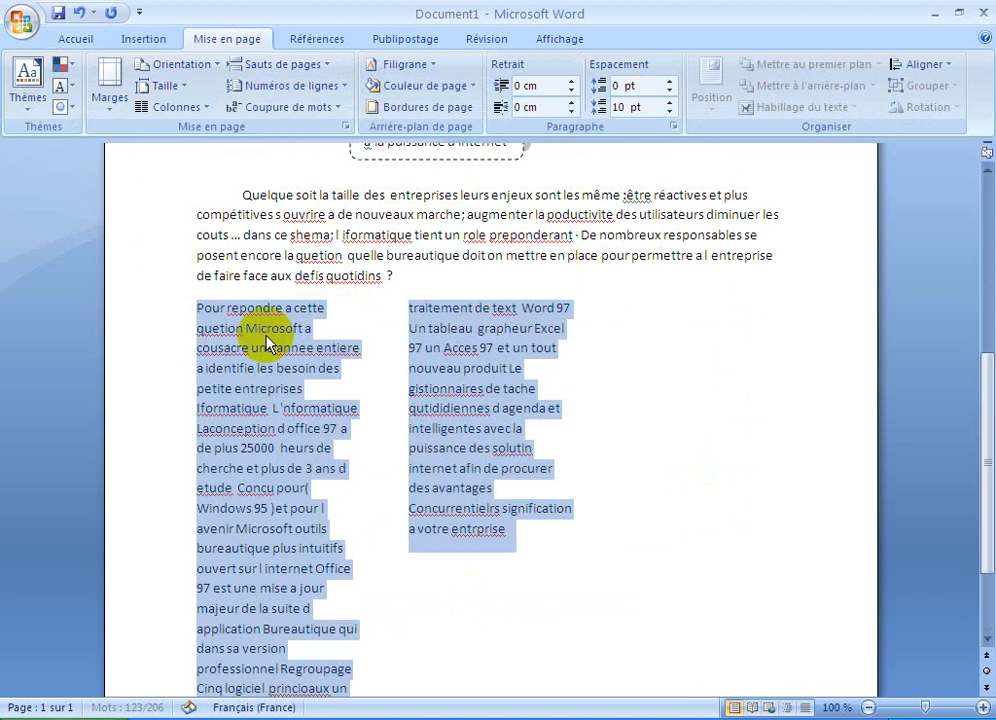 Document1 - Microsoft Word
Accueil Insertion Mise en page Références Publipostage Révision Affichage
Thèmes
Marges
Orientation
Taille
Colonnes
Sauts de pages
Numéros de lignes
Coupure de mots
Filigrane
Couleur de page
Bordures de page
Retrait
0 cm
0 cm
Espacement
0 pt
10 pt
Position
Mettre au premier plan
Mettre à l'arrière-plan
Habillage du texte
Aligner
Grouper
Rotation
Thèmes Mise en page Arrière-plan de page Paragraphe Organiser
a la puissance d internet
Quelque soit la taille des entreprises leurs enjeux sont les même :être réactives et plus
compétitives s ouvrire a de nouveaux marche; augmenter la poductivite des utilisateurs diminuer les
couts ... dans ce shema; l iformatique tient un role preponderant · De nombreux responsables se
posent encore la quetion quelle bureautique doit on mettre en place pour permettre a l entreprise
de faire face aux defis quotidins ?
Pour repondre a cette
quetion Microsoft a
cousacre un annee entiere
a identifie les besoin des
petite entreprises
Iformatique L'nformatique
Laconception d office 97 a
de plus 25000 heurs de
cherche et plus de 3 ans d
etude Concu pour(
Windows 95 )et pour l
avenir Microsoft outils
bureautique plus intuitifs
ouvert sur l internet Office
97 est une mise a jour
majeur de la suite d
application Bureautique qui
dans sa version
professionnel Regroupage
Cinq logiciel princioaux un
traitement de text Word 97
Un tableau grapheur Excel
97 un Acces 97 et un tout
nouveau produit Le
gistionnaires de tache
qutididiennes d agenda et
intelligentes avec la
puissance des solutin
internet afin de procurer
des avantages
Concurrentielrs signification
a votre entrprise
Page : 1 sur 1 Mots : 123/206 Français (France) 100 %